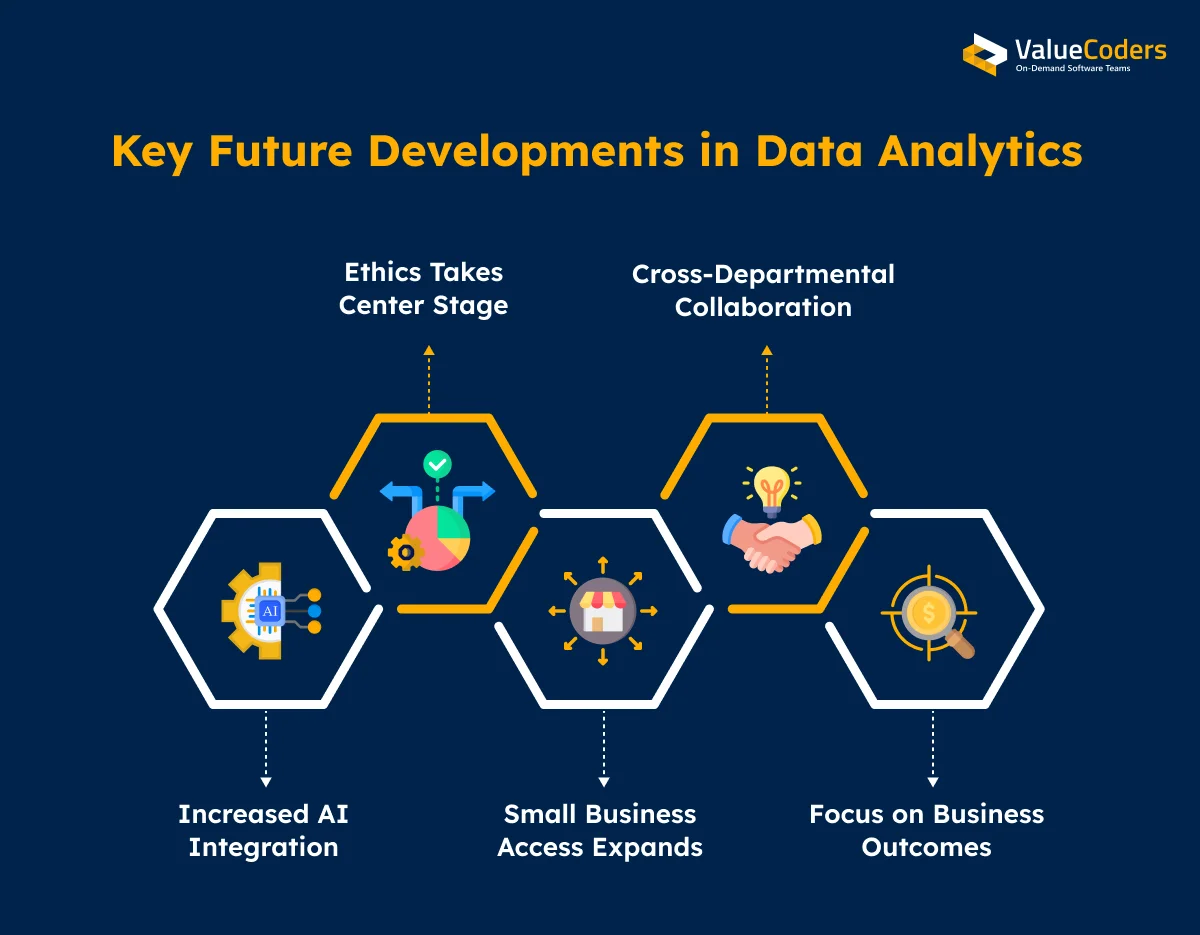 ValueCoders
On-Demand Software Teams
Key Future Developments in Data Analytics
Ethics Takes
Center Stage
Cross-Departmental
Collaboration
AI
$
Increased AI
Integration
Small Business
Access Expands
Focus on Business
Outcomes